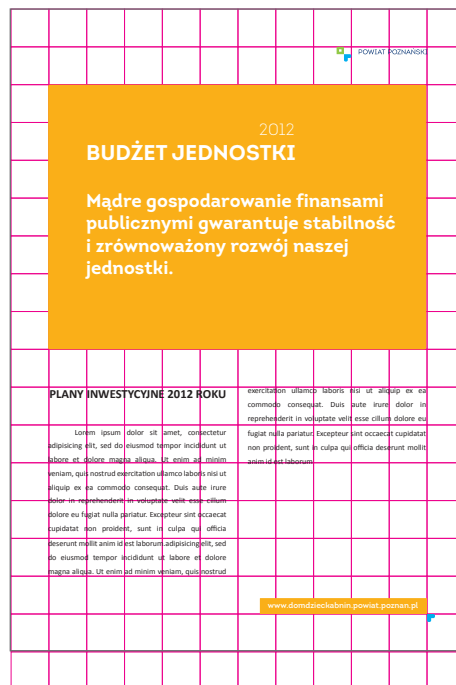 POWIAT POZNAŃSKI
2012
BUDŻET JEDNOSTKI
Mądre gospodarowanie finansami
publicznymi gwarantuje stabilność
i zrównoważony rozwój naszej
jednostki.
PLANY INWESTYCYJNE 2012 ROKU
Lorem ipsum dolor sit amet, consectetur
adipisicing elit, sed do eiusmod tempor incididunt ut
labore et dolore magna aliqua. Ut enim ad minim
veniam, quis nostrud exercitation ullamco laboris nisi ut
aliquip ex ea commodo consequat. Duis aute irure
dolor in reprehenderit in voluptate velit esse cillum
dolore eu fugiat nulla pariatur. Excepteur sint occaecat
cupidatat non proident, sunt in culpa qui officia
deserunt mollit anim id est laborum.adipisicing elit, sed
do eiusmod tempor incididunt ut labore et dolore
magna aliqua. Ut enim ad minim veniam, quis nostrud
exercitation ullamco laboris nisi ut aliquip ex ea
commodo consequat. Duis aute irure dolor in
reprehenderit in voluptate velit esse cillum dolore eu
fugiat nulla pariatur. Excepteur sint occaecat cupidatat
non proident, sunt in culpa qui officia deserunt mollit
anim id est laborum
www.domdzieckabnin.powiat.poznan.pl